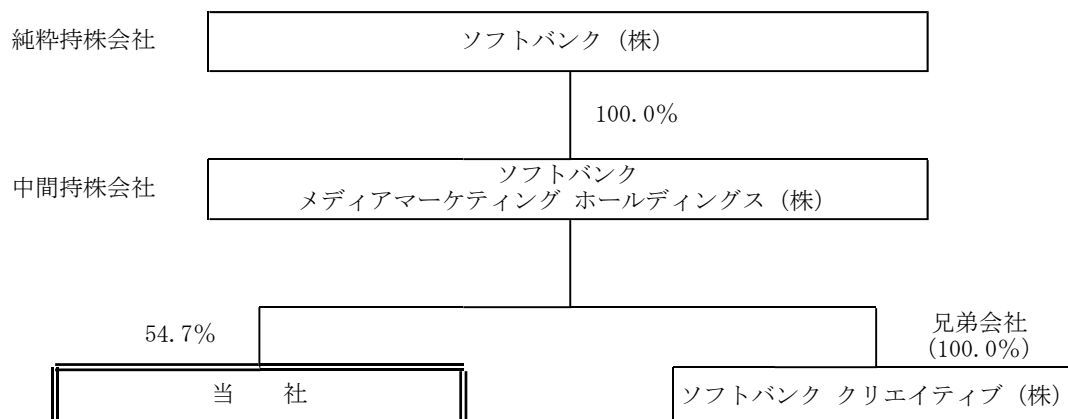 純粋持株会社
ソフトバンク（株）
100.0%
中間持株会社
ソフトバンク
メディアマーケティング ホールディングス（株）
54.7%
兄弟会社
(100.0%)
当　　社
ソフトバンク クリエイティブ（株）